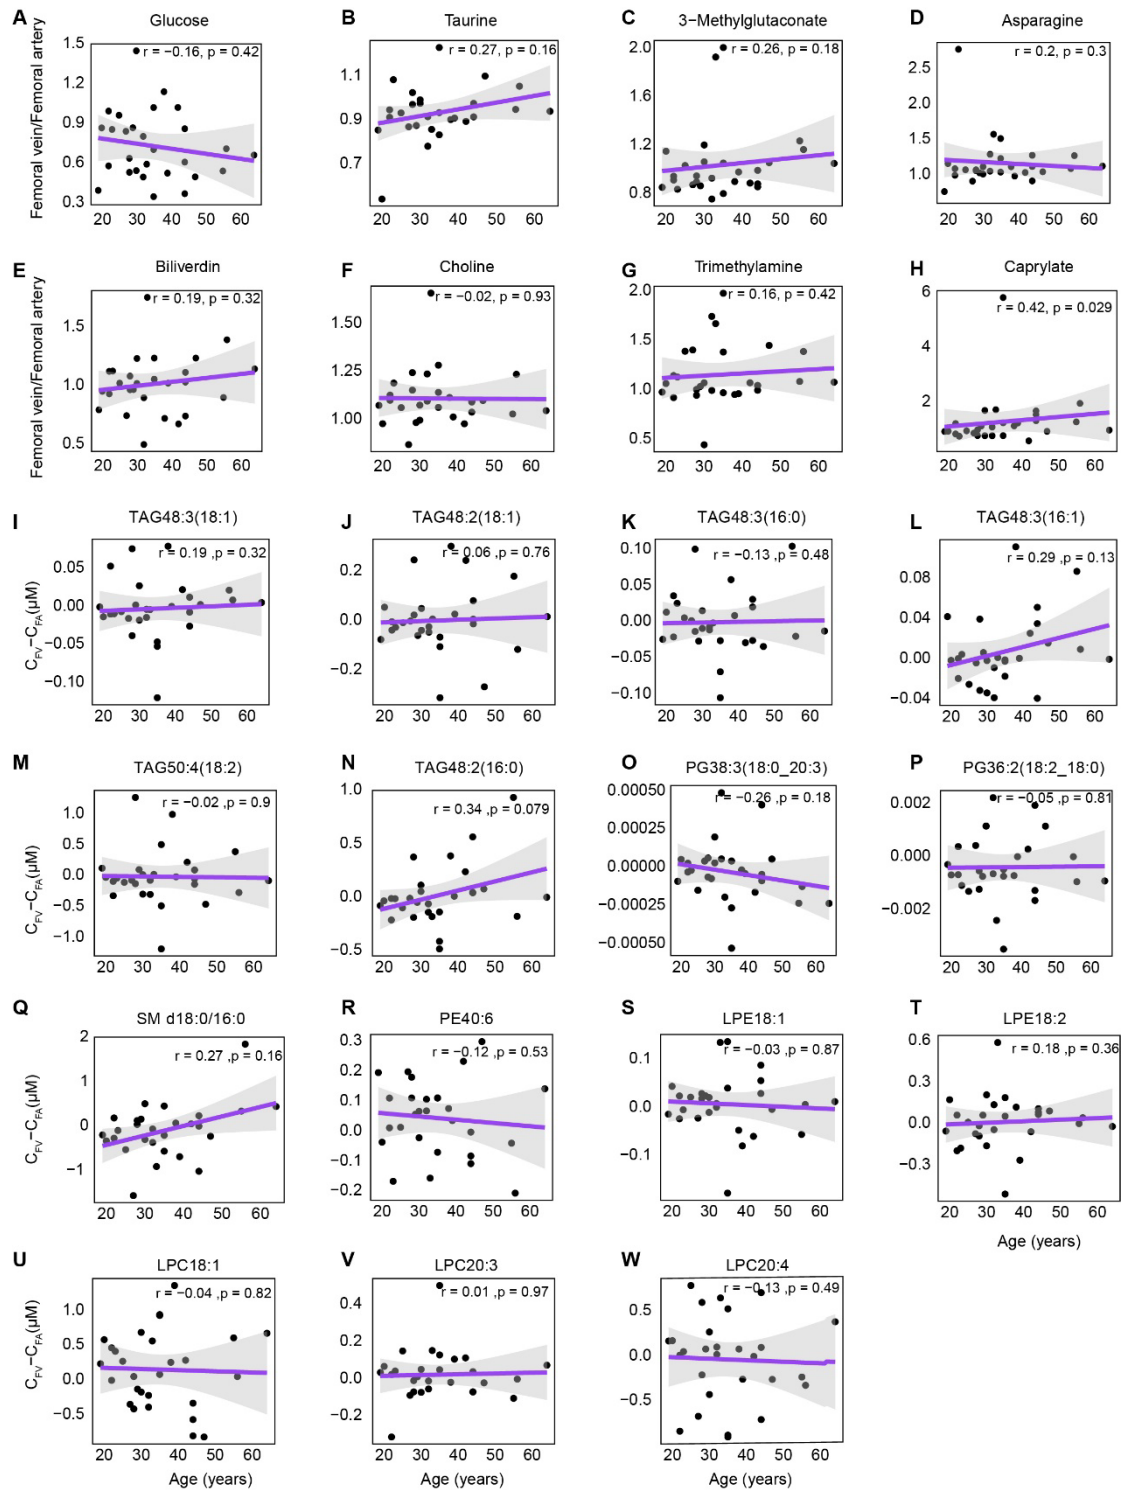 A Glucose
r = −0.16, p = 0.42
1.5
1.2
0.9
0.6
0.3
20 30 40 50 60
Femoral vein/Femoral artery
B Taurine
r = 0.27, p = 0.16
1.1
0.9
0.7
20 30 40 50 60
C 3−Methylglutaconate
r = 0.26, p = 0.18
2.0
1.6
1.2
1.0
0.8
20 30 40 50 60
D Asparagine
r = 0.2, p = 0.3
2.5
2.0
1.5
1.0
20 30 40 50 60
E Biliverdin
r = 0.19, p = 0.32
1.5
1.0
0.5
20 30 40 50 60
Femoral vein/Femoral artery
F Choline
r = −0.02, p = 0.93
1.50
1.25
1.00
20 30 40 50 60
G Trimethylamine
r = 0.16, p = 0.42
2.0
1.5
1.0
0.5
20 30 40 50 60
H Caprylate
r = 0.42, p = 0.029
6
4
2
20 30 40 50 60
I TAG48:3(18:1)
r = 0.19 ,p = 0.32
0.05
0.00
−0.05
−0.10
20 30 40 50 60
CFV−CFA(μM)
J TAG48:2(18:1)
r = 0.06 ,p = 0.76
0.2
0.0
−0.2
20 30 40 50 60
K TAG48:3(16:0)
r = −0.13 ,p = 0.48
0.10
0.05
0.00
−0.05
−0.10
20 30 40 50 60
L TAG48:3(16:1)
r = 0.29 ,p = 0.13
0.08
0.04
0.00
−0.04
20 30 40 50 60
M TAG50:4(18:2)
r = −0.02 ,p = 0.9
1.0
0.5
0.0
−0.5
−1.0
20 30 40 50 60
CFV−CFA(μM)
N TAG48:2(16:0)
r = 0.34 ,p = 0.079
1.0
0.5
0.0
−0.5
20 30 40 50 60
O PG38:3(18:0_20:3)
r = −0.26 ,p = 0.18
0.00050
0.00025
0.00000
−0.00025
−0.00050
20 30 40 50 60
P PG36:2(18:2_18:0)
r = −0.05 ,p = 0.81
0.002
0.000
−0.002
20 30 40 50 60
Q SM d18:0/16:0
r = 0.27 ,p = 0.16
2
1
0
−1
20 30 40 50 60
CFV−CFA(μM)
R PE40:6
r = −0.12 ,p = 0.53
0.3
0.2
0.1
0.0
−0.1
−0.2
20 30 40 50 60
S LPE18:1
r = −0.03 ,p = 0.87
0.1
0.0
−0.1
20 30 40 50 60
T LPE18:2
r = 0.18 ,p = 0.36
0.6
0.3
0.0
−0.3
20 30 40 50 60
Age (years)
U LPC18:1
r = −0.04 ,p = 0.82
1.0
0.5
0.0
−0.5
20 30 40 50 60
Age (years)
CFV−CFA(μM)
V LPC20:3
r = 0.01 ,p = 0.97
0.4
0.2
0.0
−0.2
20 30 40 50 60
Age (years)
W LPC20:4
r = −0.13 ,p = 0.49
0.5
0.0
−0.5
20 30 40 50 60
Age (years)